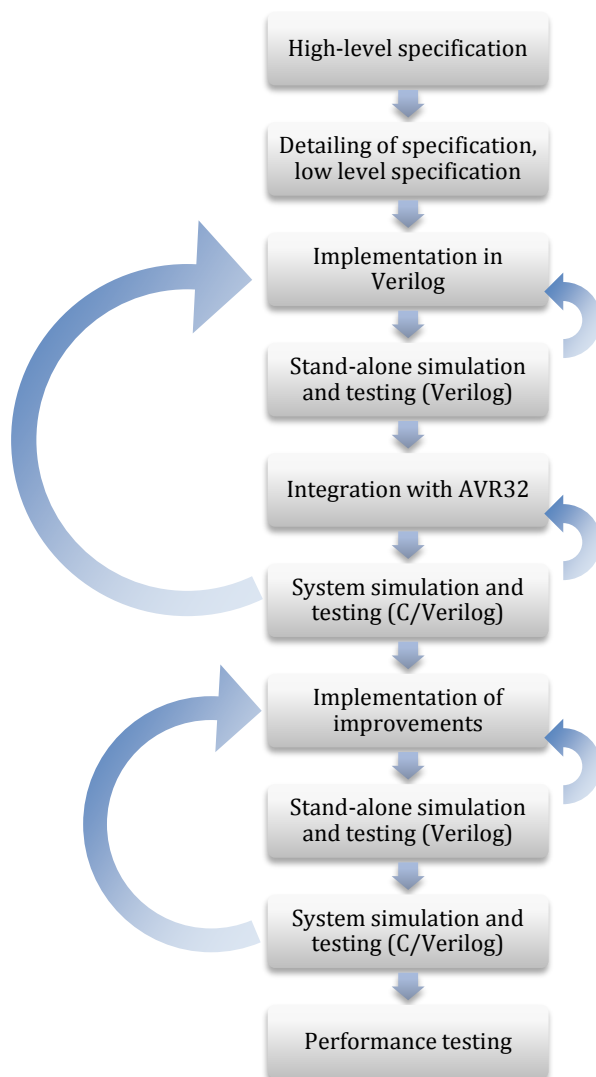 High-level specification
Detailing of specification,
low level specification
Implementation in
Verilog
Stand-alone simulation
and testing (Verilog)
Integration with AVR32
System simulation and
testing (C/Verilog)
Implementation of
improvements
Stand-alone simulation
and testing (Verilog)
System simulation and
testing (C/Verilog)
Performance testing